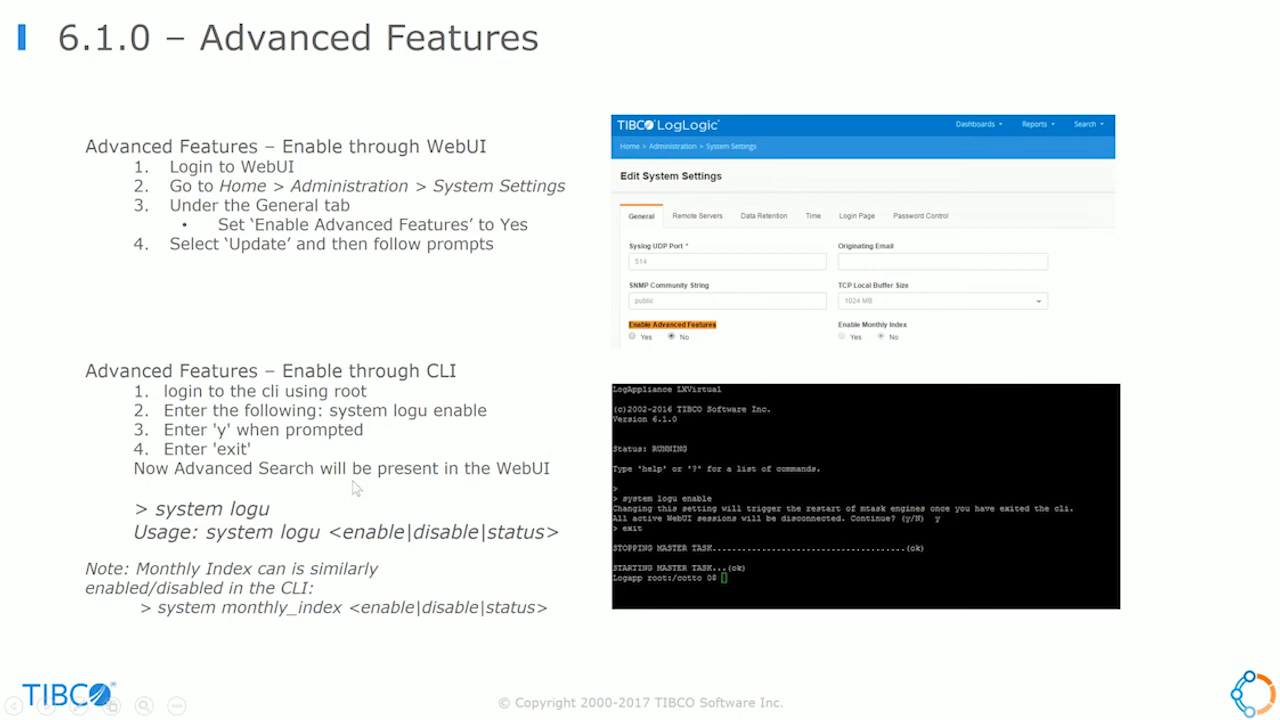 6.1.0 – Advanced Features
Advanced Features – Enable through WebUI
1. Login to WebUI
2. Go to Home > Administration > System Settings
3. Under the General tab
• Set ‘Enable Advanced Features’ to Yes
4. Select ‘Update’ and then follow prompts
TIBCO LogLogic®
Dashboards Reports Search
Home > Administration > System Settings
Edit System Settings
General Remote Servers Data Retention Time Login Page Password Control
Syslog UDP Port * Originating Email
514
SNMP Community String TCP Local Buffer Size
public 1024 MB
Enable Advanced Features Enable Monthly Index
Yes No Yes No
Advanced Features – Enable through CLI
1. login to the cli using root
2. Enter the following: system logu enable
3. Enter 'y' when prompted
4. Enter 'exit'
Now Advanced Search will be present in the WebUI
> system logu
Usage: system logu <enable|disable|status>
Note: Monthly Index can is similarly
enabled/disabled in the CLI:
> system monthly_index <enable|disable|status>
LogAppliance LXVirtual
(c)2002-2016 TIBCO Software Inc.
Version 6.1.0
Status: RUNNING
Type 'help' or '?' for a list of commands.
>
> system logu enable
Changing this setting will trigger the restart of mtask engines once you have exited the cli.
All active WebUI sessions will be disconnected. Continue? (y/N) y
> exit
STOPPING MASTER TASK.......................................(ok)
STARTING MASTER TASK...(ok)
Logapp root:/cotto 0$
TIBCO®
© Copyright 2000-2017 TIBCO Software Inc.